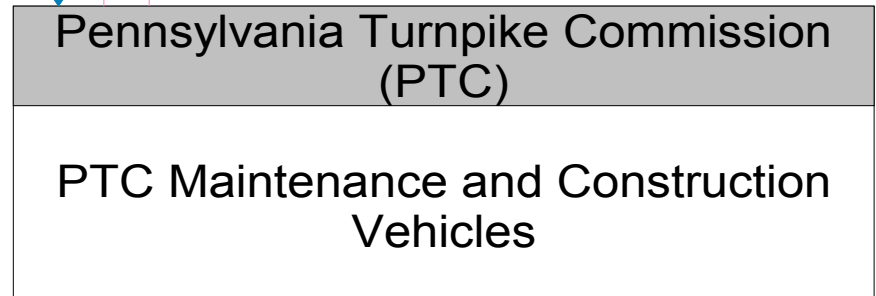 Pennsylvania Turnpike Commission
(PTC)
PTC Maintenance and Construction
Vehicles